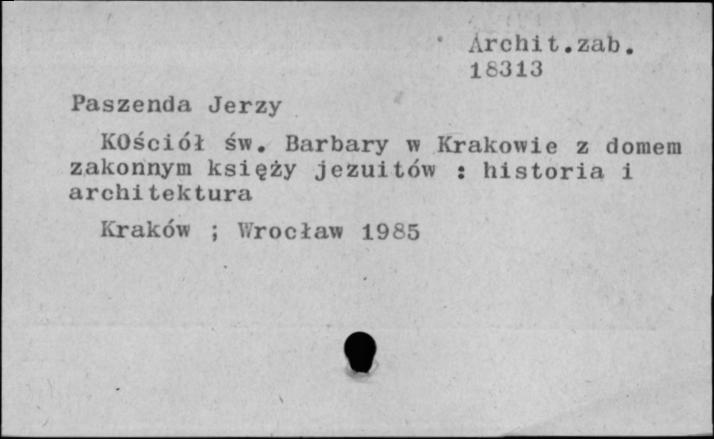 Archit.zab.
18313
Paszenda Jerzy
KOściół św. Barbary w Krakowie z domem
zakonnym księży jezuitów : historia i
architektura
Kraków ; Wrocław 1985